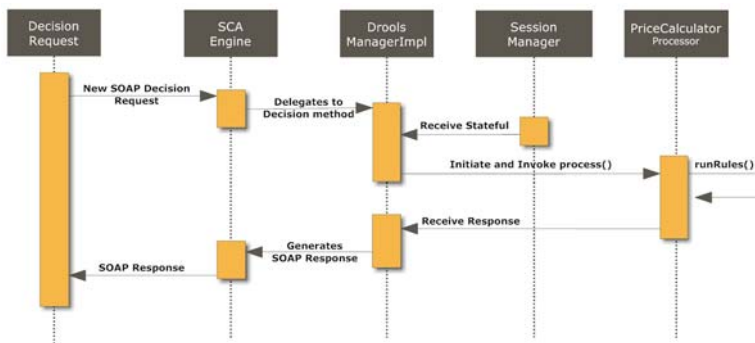 Decision
Request
SCA
Engine
Drools
ManagerImpl
Session
Manager
PriceCalculator
Processor
New SOAP Decision
Request
Delegates to
Decision method
Receive Stateful
Initiate and Invoke process()
runRules()
Receive Response
Generates
SOAP Response
SOAP Response